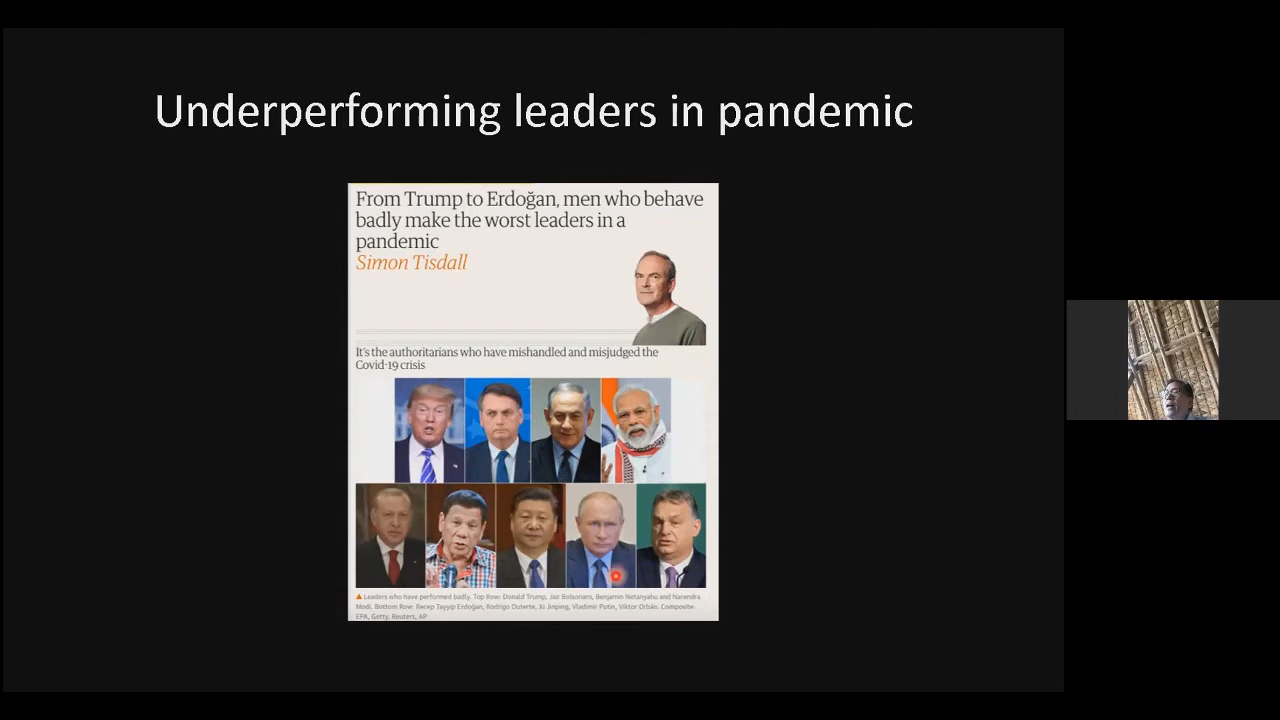 Underperforming leaders in pandemic
From Trump to Erdoğan, men who behave
badly make the worst leaders in a
pandemic
Simon Tisdall
It's the authoritarians who have mishandled and misjudged the
Covid-19 crisis
Leaders who have performed badly. Top Row: Donald Trump, Jair Bolsonaro, Benjamin Netanyahu and Narendra
Modi. Bottom Row: Recep Tayyip Erdoğan, Rodrigo Duterte, Xi Jinping, Vladimir Putin, Viktor Orbán. Composite:
EPA, Getty, Reuters, AP